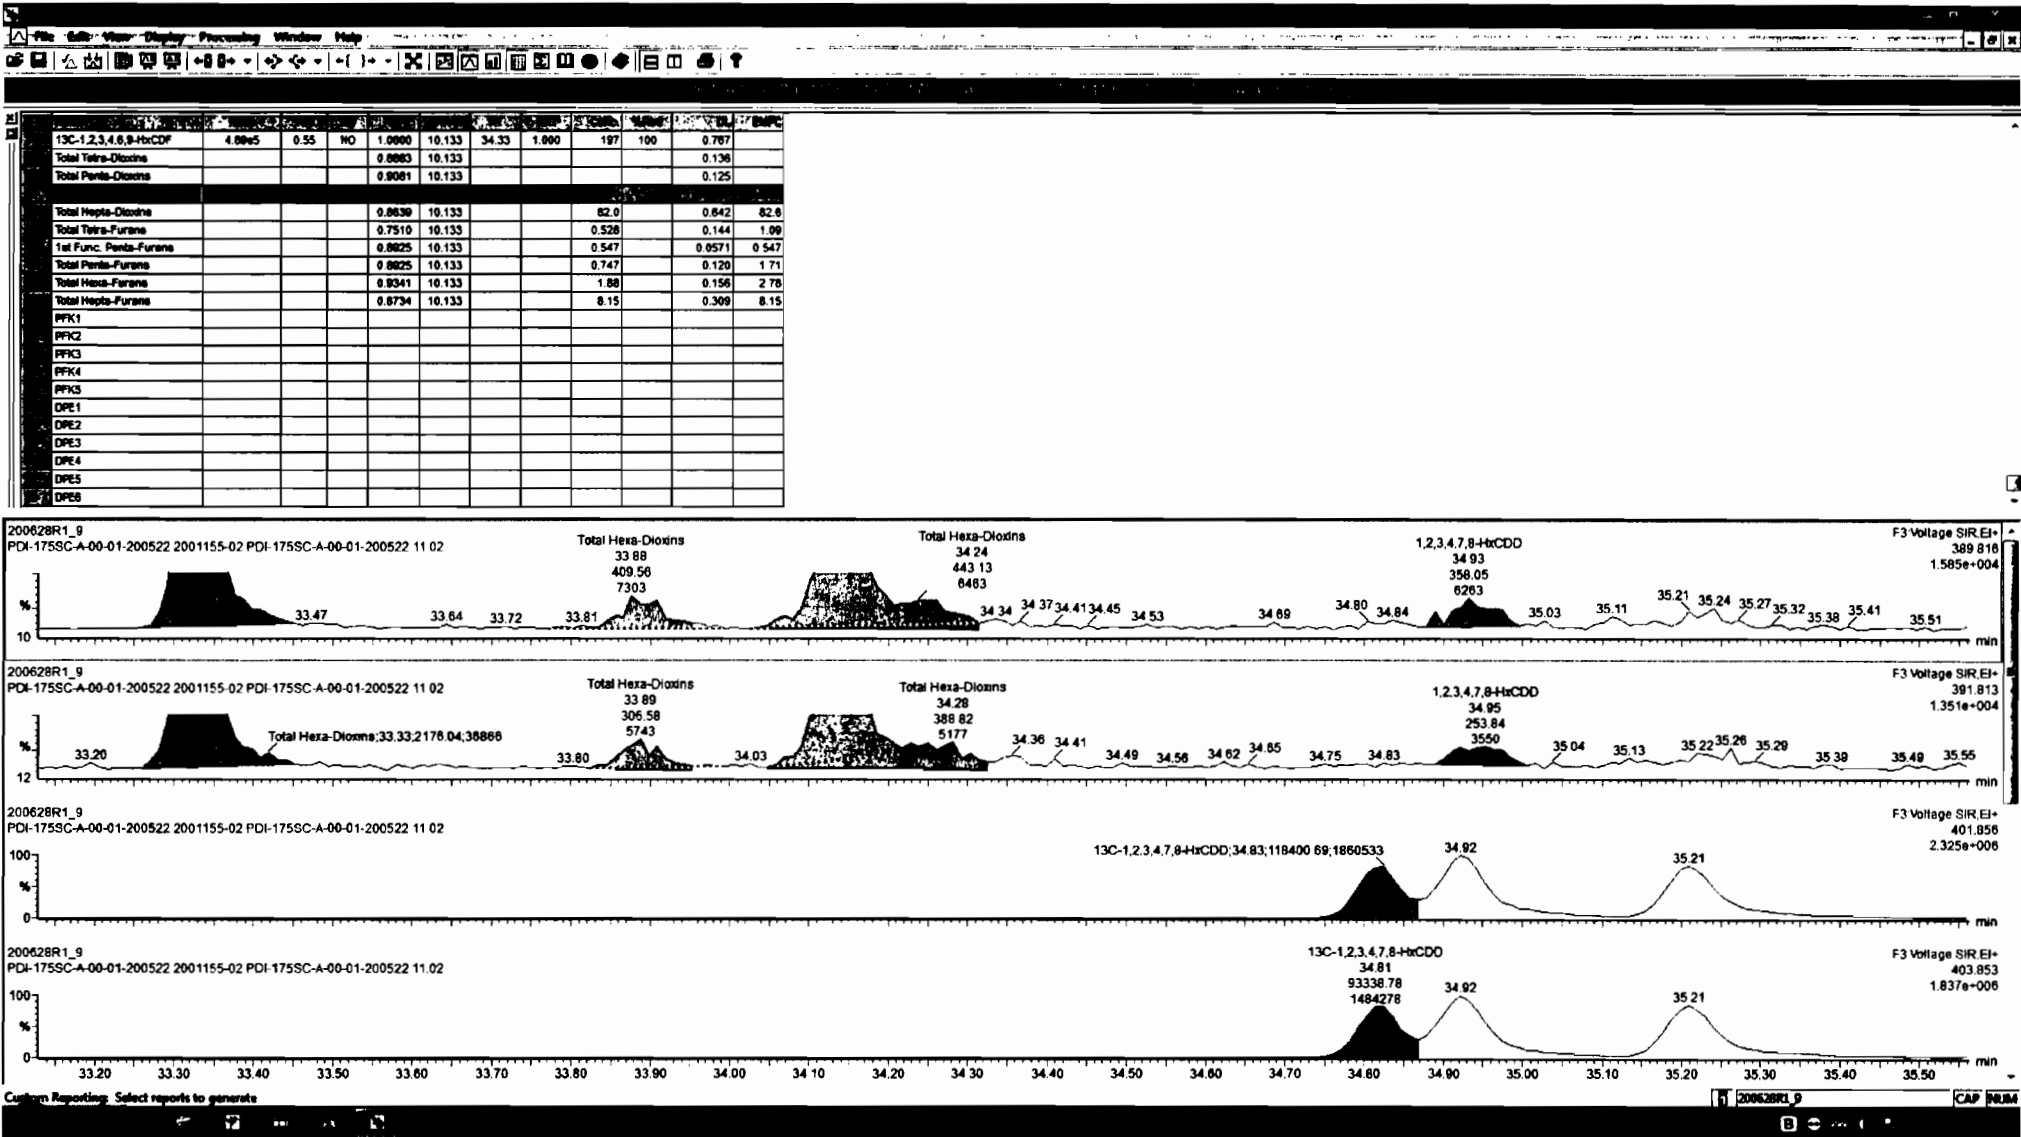 File Edit View Display Processing Window Help
13C-1,2,3,4,6,9-HxCDF 4.89e5 0.55 NO 1.0000 10.133 34.33 1.000 197 100 0.767
Total Tetra-Dioxins 0.8883 10.133 0.136
Total Penta-Dioxins 0.9081 10.133 0.125
Total Hepta-Dioxins 0.8639 10.133 82.0 0.642 82.6
Total Tetra-Furans 0.7510 10.133 0.528 0.144 1.09
1st Func. Penta-Furans 0.8925 10.133 0.547 0.0571 0 547
Total Penta-Furans 0.8925 10.133 0.747 0.120 1 71
Total Hexa-Furans 0.9341 10.133 1.88 0.156 2 78
Total Hepta-Furans 0.8734 10.133 8.15 0.309 8.15
PFK1
PFK2
PFK3
PFK4
PFK5
DPE1
DPE2
DPE3
DPE4
DPE5
DPE6
200628R1_9
PDI-175SC-A-00-01-200522 2001155-02 PDI-175SC-A-00-01-200522 11 02
F3 Voltage SIR,EI+
389 816
1.585e+004
Total Hexa-Dioxins
33 88
409.56
7303
Total Hexa-Dioxins
34 24
443 13
6463
1,2,3,4,7,8-HxCDD
34 93
358.05
6263
%
10
33.47 33.64 33.72 33.81 34 34 34 37 34.41 34.45 34 53 34 69 34.80 34.84 35.03 35.11 35.21 35.24 35.27 35.32 35.38 35.41 35.51
min
200628R1_9
PDI-175SC-A-00-01-200522 2001155-02 PDI-175SC-A-00-01-200522 11 02
F3 Voltage SIR,EI+
391.813
1.351e+004
Total Hexa-Dioxins
33 89
306.58
5743
Total Hexa-Dioxins
34.28
388 82
5177
1,2,3,4,7,8-HxCDD
34.95
253.84
3550
Total Hexa-Dioxins;33.33;2176.04;36866
%
12
33.20 33.80 34.03 34.36 34 41 34.49 34.56 34 62 34.65 34.75 34.83 35 04 35.13 35 22 35.26 35.29 35 39 35.49 35.55
min
200628R1_9
PDI-175SC-A-00-01-200522 2001155-02 PDI-175SC-A-00-01-200522 11 02
F3 Voltage SIR,EI+
401.856
2.325e+006
100
%
0
13C-1,2,3,4,7,8-HxCDD;34.83;118400 69;1860533
34.92
35.21
min
200628R1_9
PDI-175SC-A-00-01-200522 2001155-02 PDI-175SC-A-00-01-200522 11.02
F3 Voltage SIR,EI+
403.853
1.837e+006
13C-1,2,3,4,7,8-HxCDD
34.81
93338.78
1484278
34.92
35.21
100
%
0
min
33.20 33.30 33.40 33.50 33.60 33.70 33.80 33.90 34.00 34.10 34.20 34 30 34.40 34.50 34.60 34.70 34.80 34.90 35.00 35.10 35.20 35.30 35.40 35.50
Custom Reporting: Select reports to generate
200628R1_9
CAP NUM